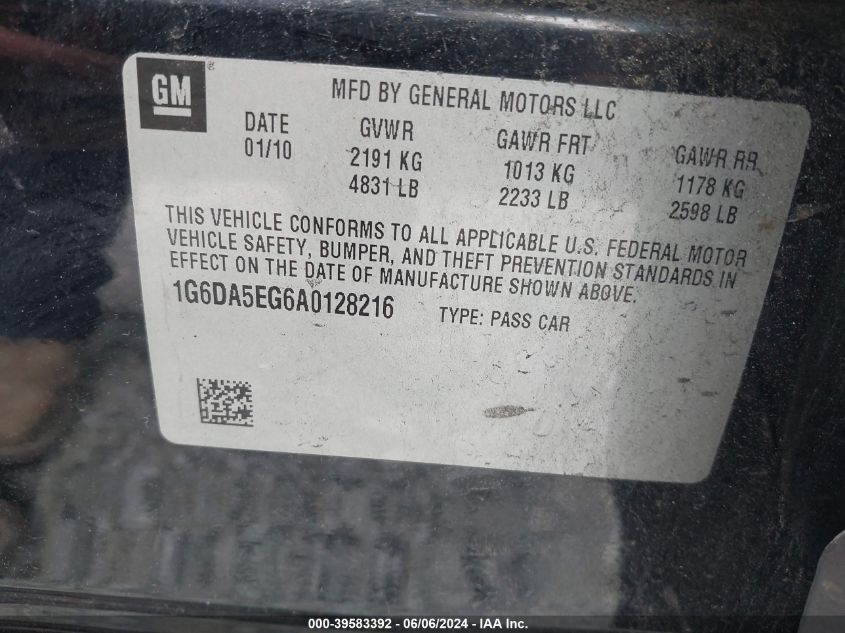 GM
MFD BY GENERAL MOTORS LLC
DATE GVWR GAWR FRT GAWR RR
01/10 2191 KG 1013 KG 1178 KG
4831 LB 2233 LB 2598 LB
THIS VEHICLE CONFORMS TO ALL APPLICABLE U.S. FEDERAL MOTOR
VEHICLE SAFETY, BUMPER, AND THEFT PREVENTION STANDARDS IN
EFFECT ON THE DATE OF MANUFACTURE SHOWN ABOVE.
1G6DA5EG6A0128216 TYPE: PASS CAR
000-39583392 - 06/06/2024 - IAA Inc.